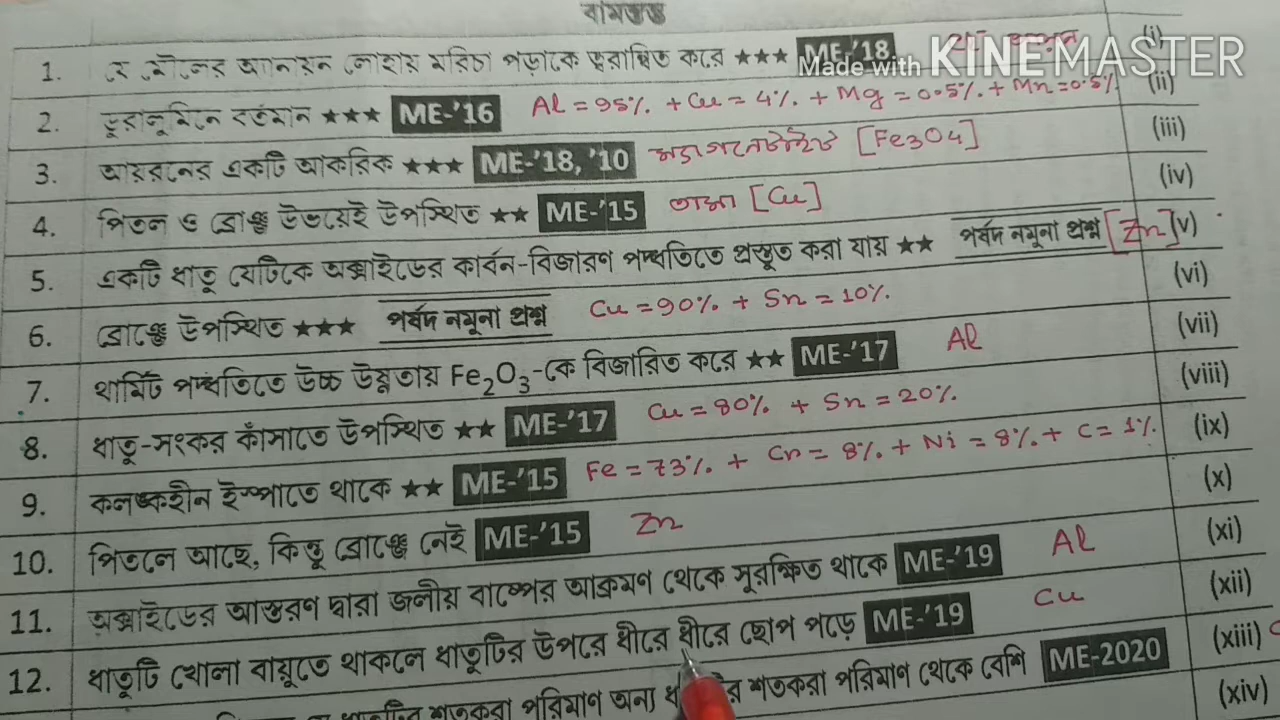 বামস্তম্ভ
1. যে মৌলের আনায়ন লোহায় মরিচা পড়াকে ত্বরান্বিত করে ★★★ ME-'18 (i)
Made with KINEMASTER
2. ডুরালুমিনে বর্তমান ★★★ ME-'16 Al = 95% + Cu = 4% + Mg = 0.5% + Mn = 0.5% (ii)
3. আয়রনের একটি আকরিক ★★★ ME-'18, '10 ম্যাগনেটাইট [Fe3O4] (iii)
4. পিতল ও ব্রোঞ্জ উভয়েই উপস্থিত ★★ ME-'15 তামা [Cu] (iv)
5. একটি ধাতু যেটিকে অক্সাইডের কার্বন-বিজারণ পদ্ধতিতে প্রস্তুত করা যায় ★★ পর্ষদ নমুনা প্রশ্ন [Zn] (v)
6. ব্রোঞ্জে উপস্থিত ★★★ পর্ষদ নমুনা প্রশ্ন Cu = 90% + Sn = 10% (vi)
7. থার্মিট পদ্ধতিতে উচ্চ উষ্ণতায় Fe₂O₃-কে বিজারিত করে ★★ ME-'17 Al (vii)
8. ধাতু-সংকর কাঁসাতে উপস্থিত ★★ ME-'17 Cu = 80% + Sn = 20% (viii)
9. কলঙ্কহীন ইস্পাতে থাকে ★★ ME-'15 Fe = 73% + Cr = 8% + Ni = 8% + C = 1% (ix)
10. পিতলে আছে, কিন্তু ব্রোঞ্জে নেই ME-'15 Zn (x)
11. অক্সাইডের আস্তরণ দ্বারা জলীয় বাষ্পের আক্রমণ থেকে সুরক্ষিত থাকে ME-'19 Al (xi)
12. ধাতুটি খোলা বায়ুতে থাকলে ধাতুটির উপরে ধীরে ধীরে ছোপ পড়ে ME-'19 Cu (xii)
শতকরা পরিমাণ অন্য শতকরা পরিমাণ থেকে বেশি ME-2020 (xiii)
(xiv)